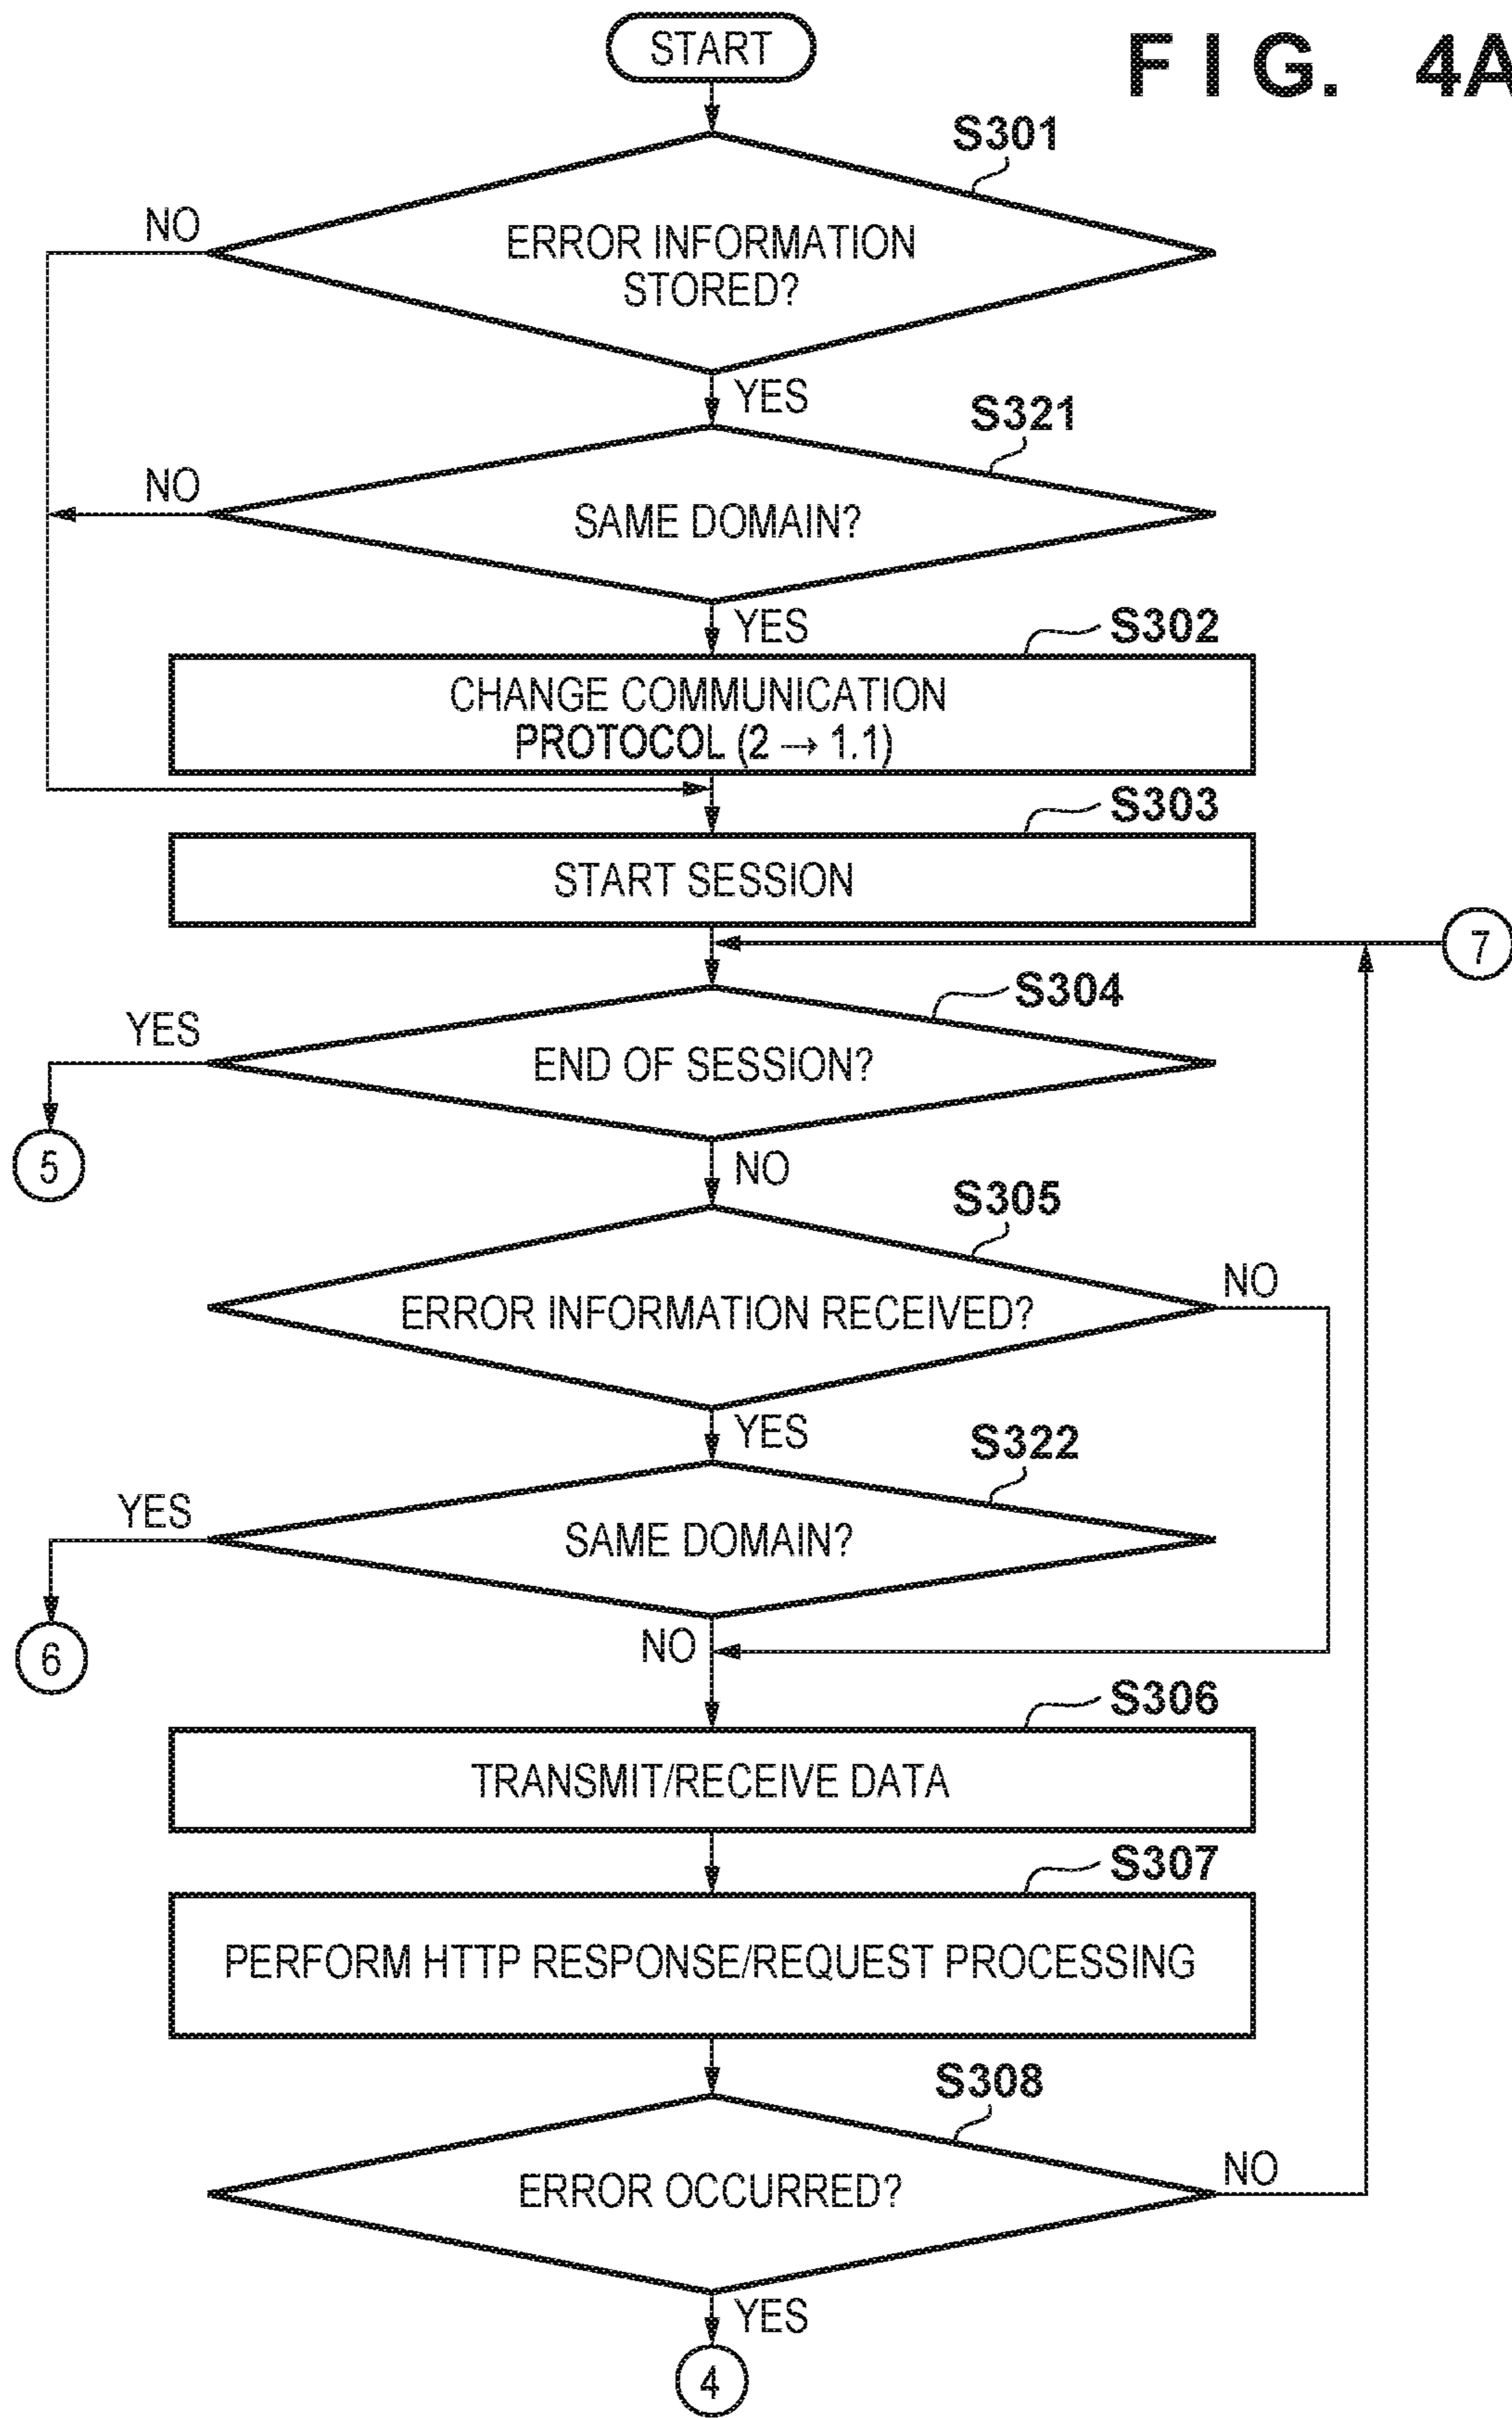 START
FIG. 4A
S301
NO
ERROR INFORMATION
STORED?
YES
S321
NO
SAME DOMAIN?
YES
S302
CHANGE COMMUNICATION
PROTOCOL (2 → 1.1)
S303
START SESSION
7
S304
YES
END OF SESSION?
5
NO
S305
NO
ERROR INFORMATION RECEIVED?
YES
S322
YES
SAME DOMAIN?
6
NO
S306
TRANSMIT/RECEIVE DATA
S307
PERFORM HTTP RESPONSE/REQUEST PROCESSING
S308
NO
ERROR OCCURRED?
YES
4